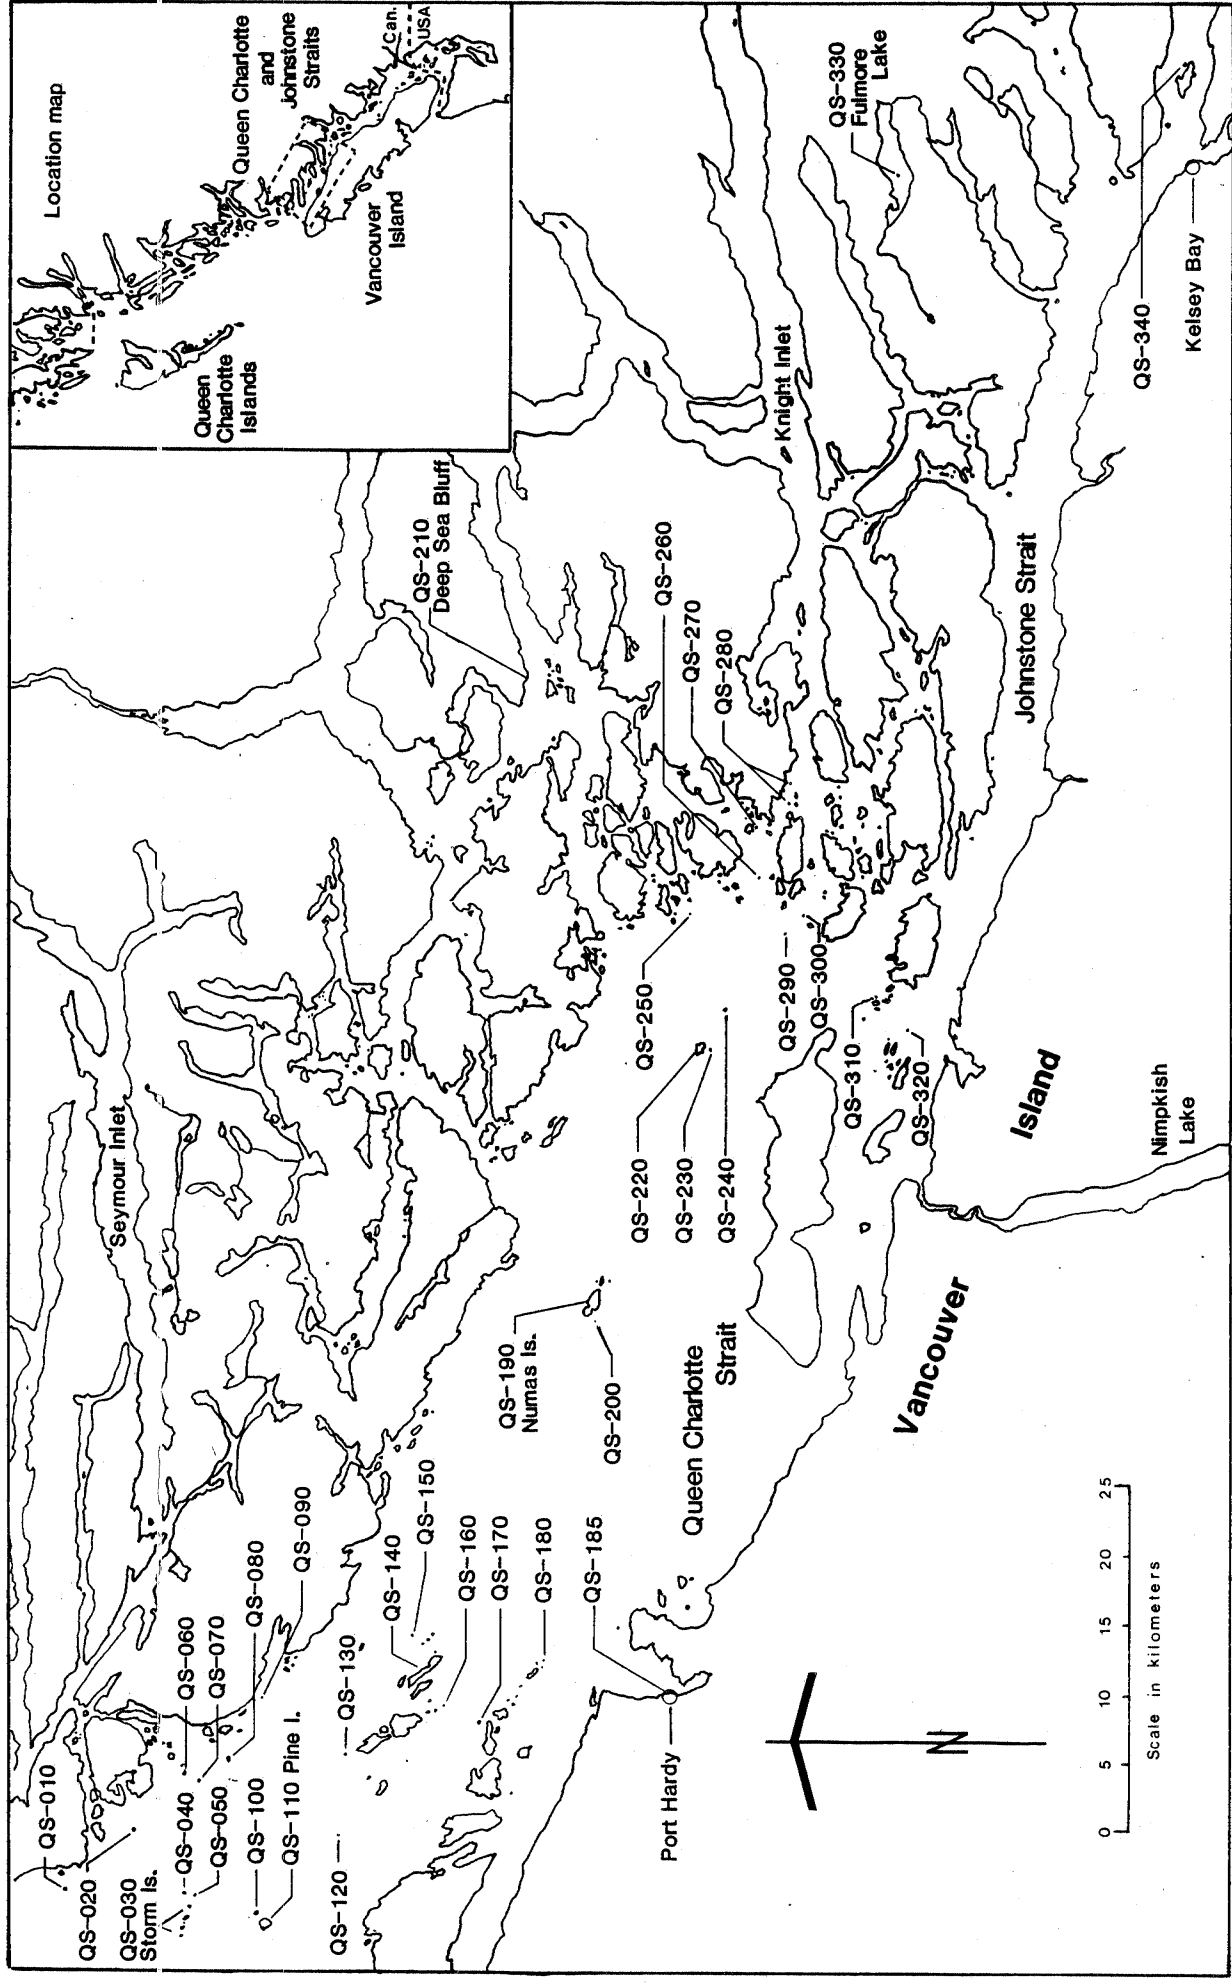 Location map
Queen Charlotte
and
Johnstone
Straits
Can.
USA
Vancouver
Island
Queen
Charlotte
Islands
QS-010
QS-020
QS-030
Storm Is.
QS-040
QS-050
QS-060
QS-070
QS-080
QS-090
QS-100
QS-110 Pine I.
QS-120
QS-130
QS-140
QS-150
QS-160
QS-170
QS-180
QS-185
Port Hardy
Seymour Inlet
QS-190
Numas Is.
QS-200
Queen Charlotte
Strait
QS-210
Deep Sea Bluff
QS-220
QS-230
QS-240
QS-250
QS-260
QS-270
QS-280
QS-290
QS-300
QS-310
QS-320
Knight Inlet
QS-330
Fulmore
Lake
QS-340
Kelsey Bay
Johnstone Strait
Vancouver
Island
Nimpkish
Lake
N
0 5 10 15 20 25
Scale in kilometers